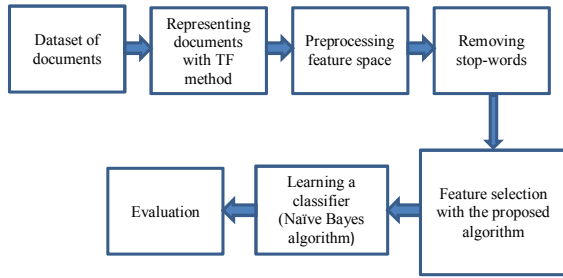 Dataset of
documents
Representing
documents
with TF
method
Preprocessing
feature space
Removing
stop-words
Feature selection
with the proposed
algorithm
Learning a
classifier
(Naïve Bayes
algorithm)
Evaluation